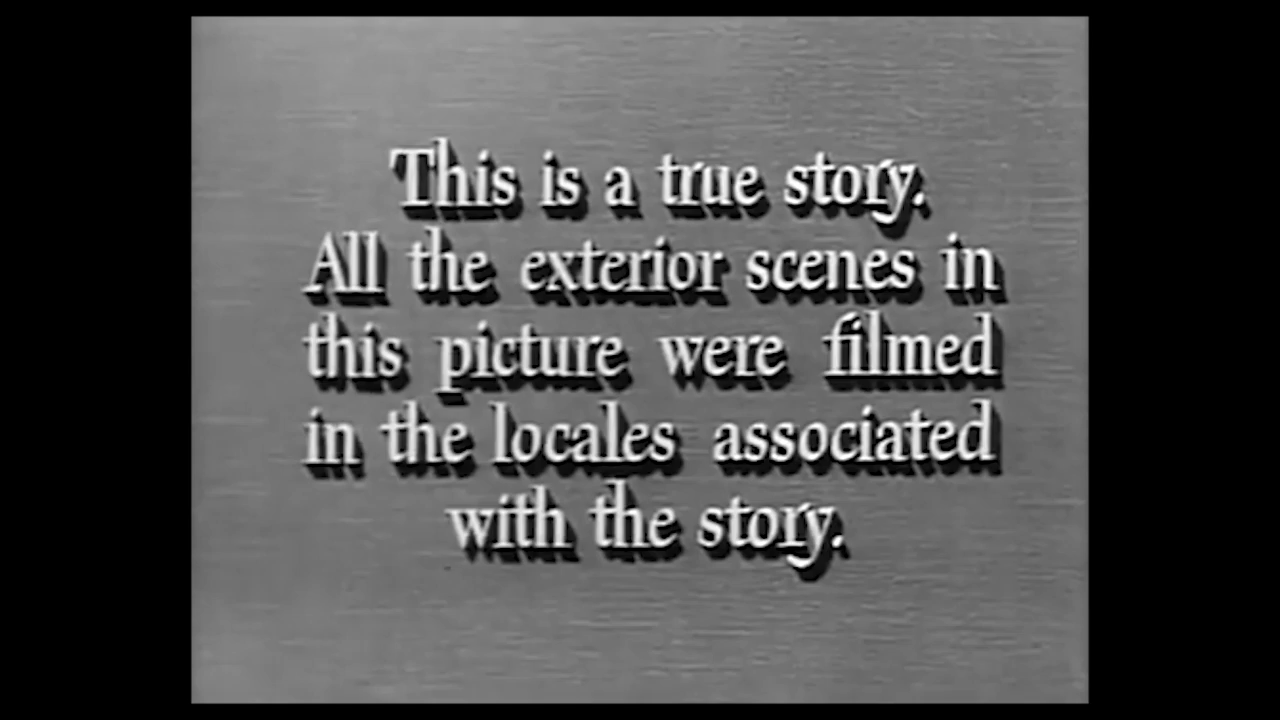 This is a true story.
All the exterior scenes in
this picture were filmed
in the locales associated
with the story.